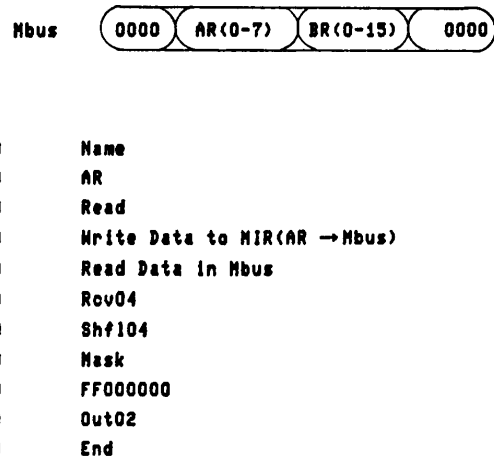 Mbus 0000 AR(0-7) BR(0-15) 0000
Name
AR
Read
Write Data to MIR(AR →Mbus)
Read Data in Mbus
Rcv04
Shfl04
Mask
FF000000
Out02
End